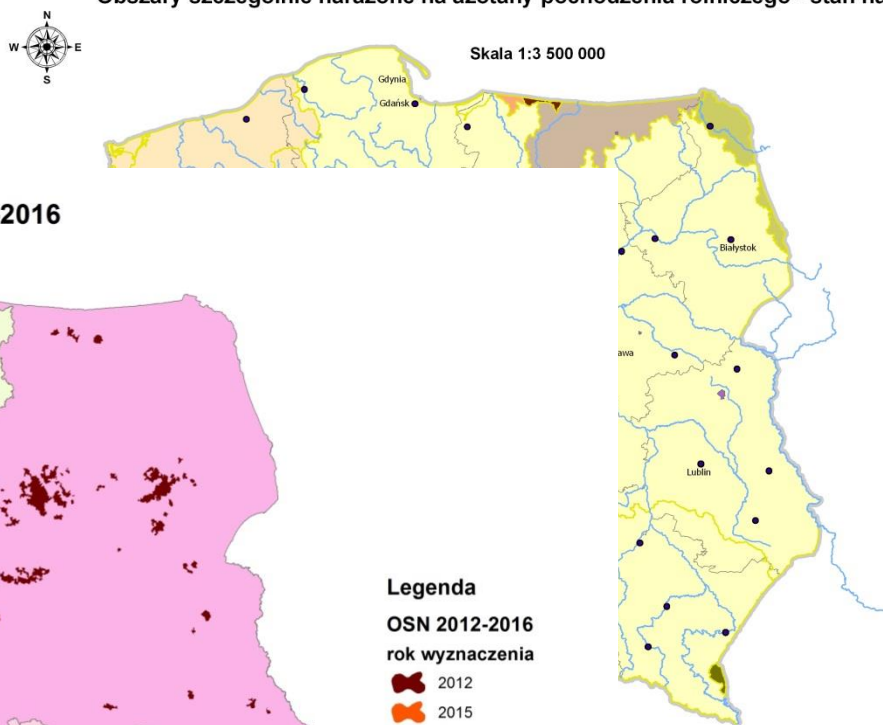 Obszary szczególnie narażone na azotany pochodzenia rolniczego - stan na
N
W E
S
Skala 1:3 500 000
Gdynia
Gdańsk
2016
Białystok
awa
Lublin
Legenda
OSN 2012-2016
rok wyznaczenia
2012
2015